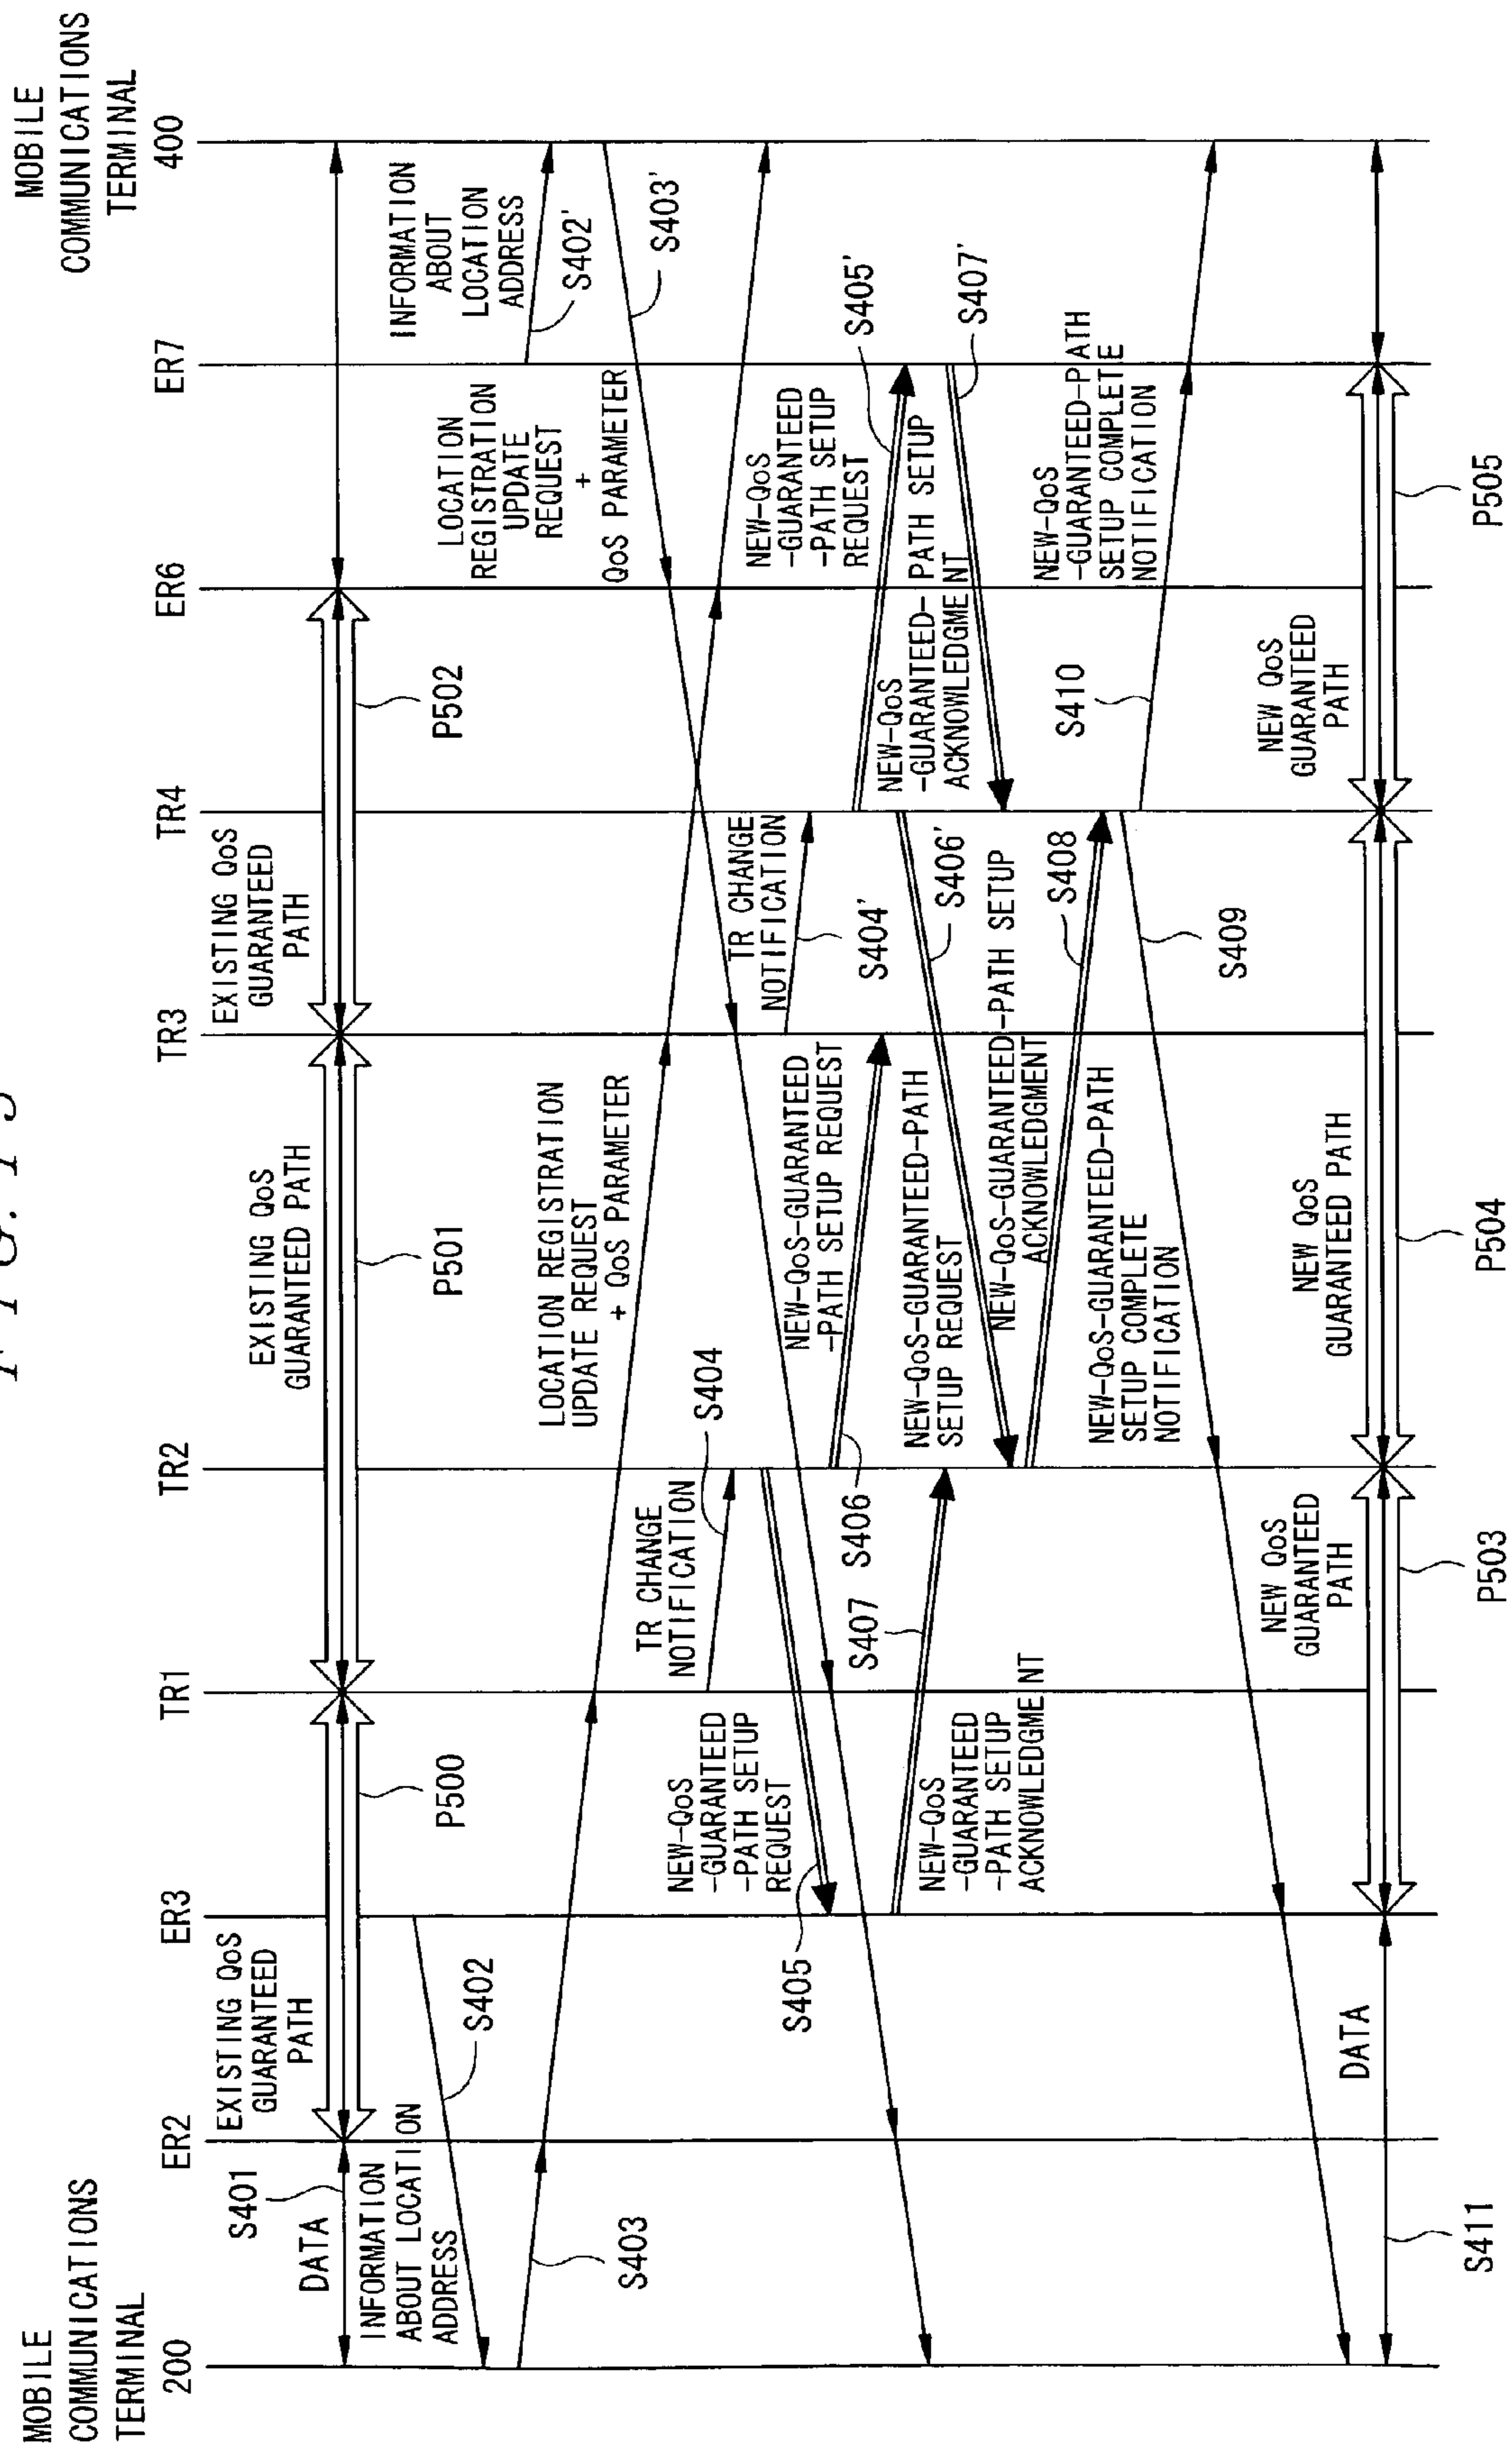 MOBILE
COMMUNICATIONS
TERMINAL
200
ER2
ER3
TR1
TR2
TR3
TR4
ER6
ER7
MOBILE
COMMUNICATIONS
TERMINAL
400
S401
DATA
EXISTING QoS
GUARANTEED
PATH
P500
EXISTING QoS
GUARANTEED PATH
P501
EXISTING QoS
GUARANTEED
PATH
P502
INFORMATION
ABOUT LOCATION
ADDRESS
S402
S403
LOCATION REGISTRATION
UPDATE REQUEST
+ QoS PARAMETER
INFORMATION
ABOUT
LOCATION
ADDRESS
S402'
S403'
LOCATION
REGISTRATION
UPDATE
REQUEST
+
QoS PARAMETER
TR CHANGE
NOTIFICATION
S404
TR CHANGE
NOTIFICATION
S404'
NEW-QoS
-GUARANTEED
-PATH SETUP
REQUEST
S405
NEW-QoS-GUARANTEED
-PATH SETUP REQUEST
S406
NEW-QoS
-GUARANTEED
-PATH SETUP
REQUEST
S405'
S407
NEW-QoS
-GUARANTEED
-PATH SETUP
ACKNOWLEDGMENT
NEW-QoS-GUARANTEED-PATH
SETUP REQUEST
S406'
NEW-QoS
-GUARANTEED-PATH SETUP
ACKNOWLEDGMENT
S407'
NEW-QoS-GUARANTEED-PATH SETUP
ACKNOWLEDGMENT
S408
NEW-QoS-GUARANTEED-PATH
SETUP COMPLETE
NOTIFICATION
S409
S410
NEW-QoS
-GUARANTEED-PATH
SETUP COMPLETE
NOTIFICATION
DATA
S411
NEW QoS
GUARANTEED
PATH
P503
NEW QoS
GUARANTEED PATH
P504
NEW QoS
GUARANTEED
PATH
P505